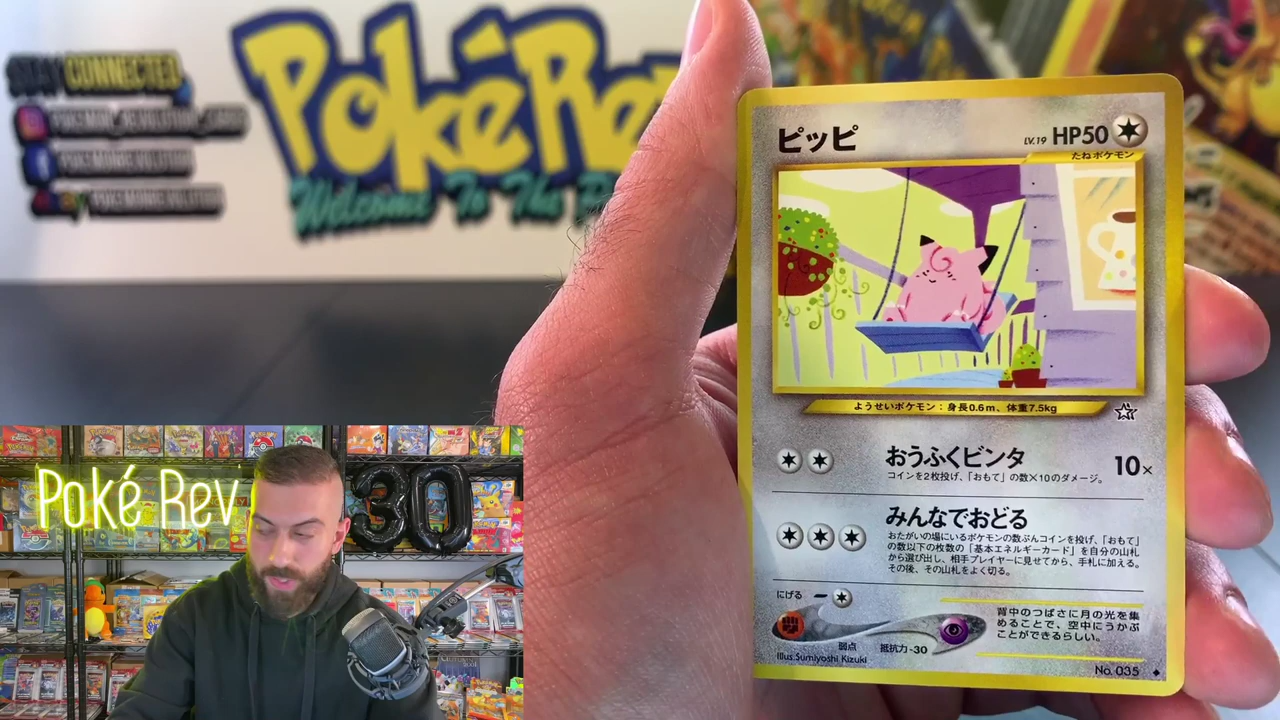 STAY CONNECTED
POKEMON_REVOLUTION_CARD
POKEMONREVOLUTION
POKEMONREVOLUTION
PokéRev
Welcome To The
ピッピ
LV.19 HP50
たねポケモン
ようせいポケモン：身長0.6m、体重7.5kg
おうふくビンタ 10×
コインを2枚投げ、「おもて」の数×10のダメージ。
みんなでおどる
おたがいの場にいるポケモンの数ぶんコインを投げ、「おもて」
の数以下の枚数の「基本エネルギーカード」を自分の山札
から選び出し、相手プレイヤーに見せてから、手札に加える。
その後、その山札をよく切る。
にげる
弱点
抵抗力-30
背中のつばさに月の光を集
めることで、空中にうかぶ
ことができるらしい。
Illus.Sumiyoshi Kizuki
No. 035
Poké Rev
30